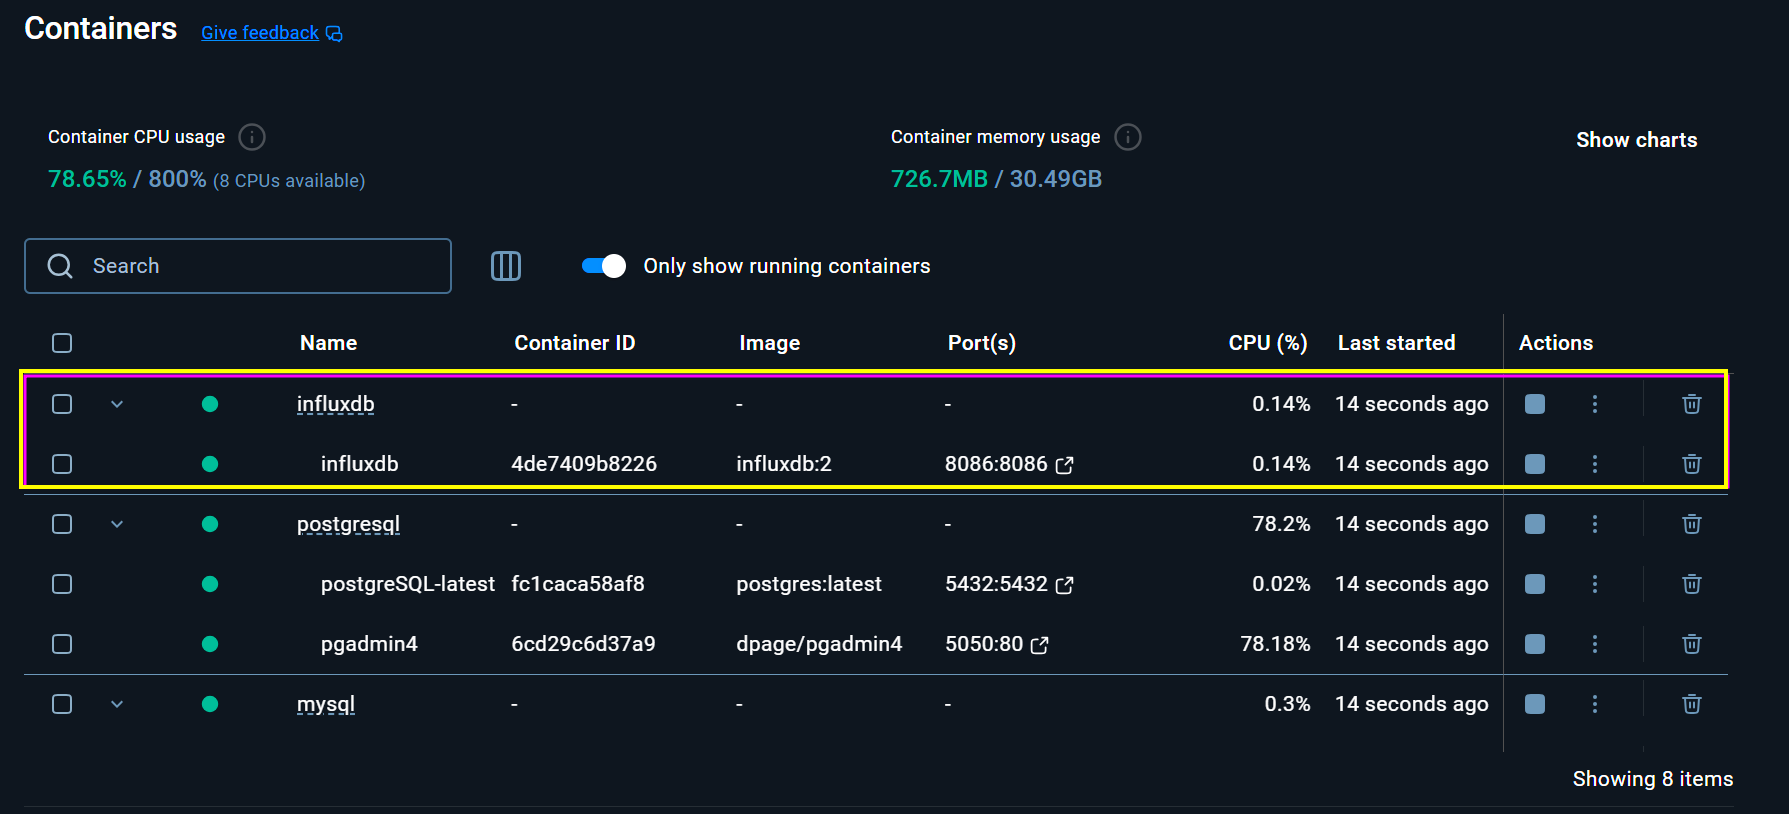 Containers Give feedback
Container CPU usage Container memory usage Show charts
78.65% / 800% (8 CPUs available) 726.7MB / 30.49GB
Search Only show running containers
Name Container ID Image Port(s) CPU (%) Last started Actions
influxdb - - - 0.14% 14 seconds ago
influxdb 4de7409b8226 influxdb:2 8086:8086 0.14% 14 seconds ago
postgresql - - - 78.2% 14 seconds ago
postgreSQL-latest fc1caca58af8 postgres:latest 5432:5432 0.02% 14 seconds ago
pgadmin4 6cd29c6d37a9 dpage/pgadmin4 5050:80 78.18% 14 seconds ago
mysql - - - 0.3% 14 seconds ago
Showing 8 items